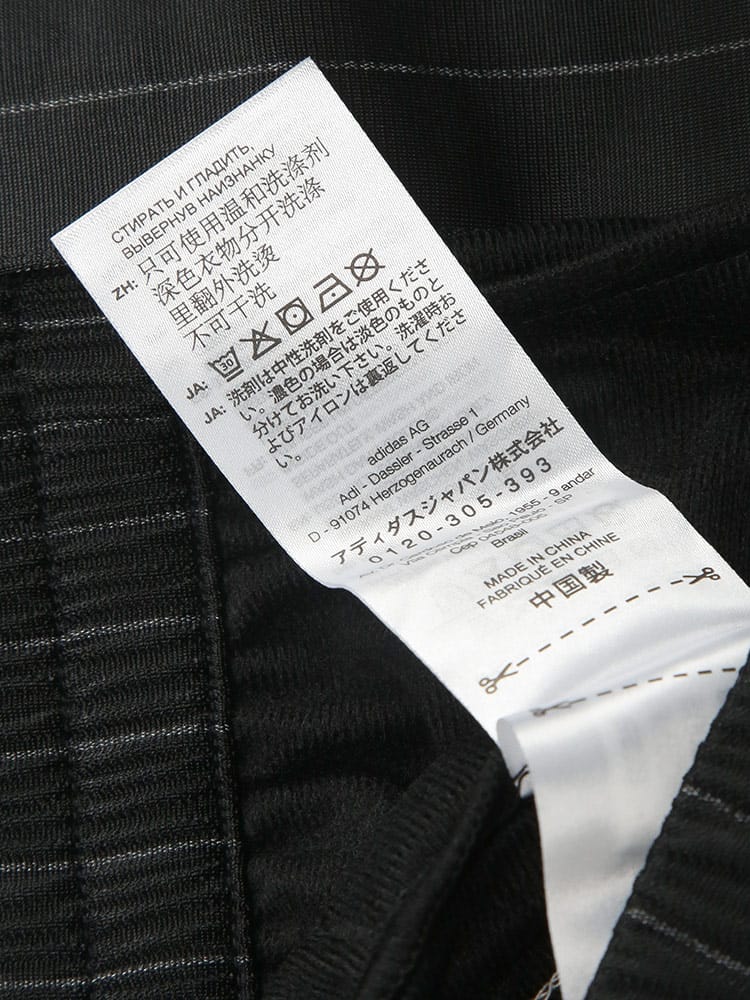 СТИРАТЬ И ГЛАДИТЬ,
ВЫВЕРНУВ НАИЗНАНКУ
ZH: 只可使用温和洗涤剂
深色衣物分开洗涤
里翻外洗烫
不可干洗
JA: 30
JA: 洗剤は中性洗剤をご使用くださ
い。濃色の場合は淡色のものと
分けてお洗い下さい。洗濯時お
よびアイロンは裏返してくださ
い。
adidas AG
Adi - Dassler - Strasse 1
D - 91074 Herzogenaurach / Germany
アディダスジャパン株式会社
0120-305-393
1955 - 9 andar
SP
Cep
Brasil
MADE IN CHINA
FABRIQUÉ EN CHINE
中国製